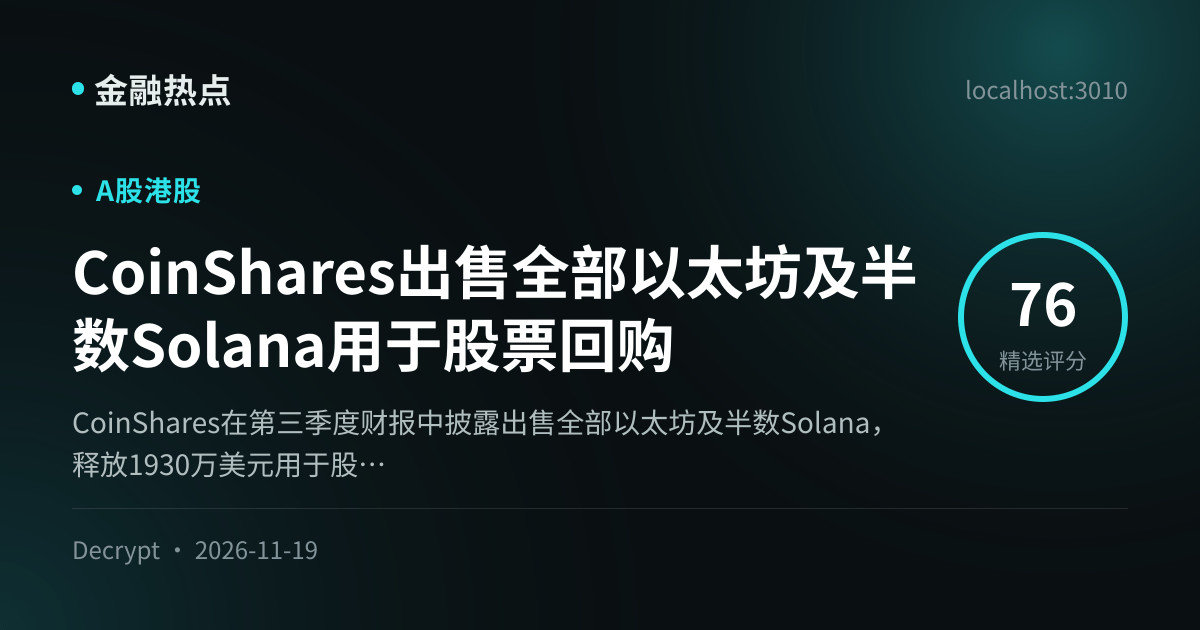 金融热点
localhost:3010
A股港股
CoinShares出售全部以太坊及半
数Solana用于股票回购
76
精选评分
CoinShares在第三季度财报中披露出售全部以太坊及半数Solana，
释放1930万美元用于股…
Decrypt · 2026-11-19